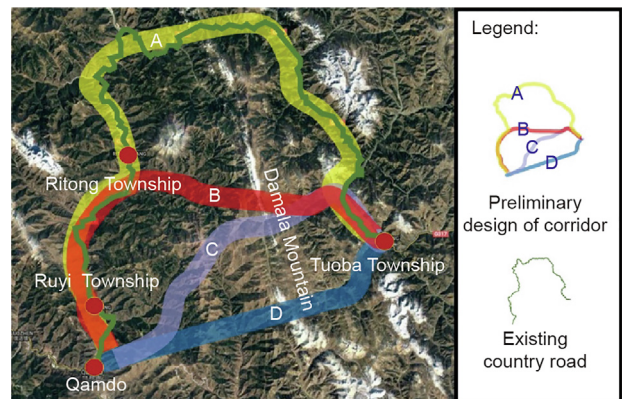 A
Ritong Township
B
Damala Mountain
C
Tuoba Township
Ruyi Township
D
Qamdo
Legend:
A
B
C
D
Preliminary
design of corridor
Existing
country road